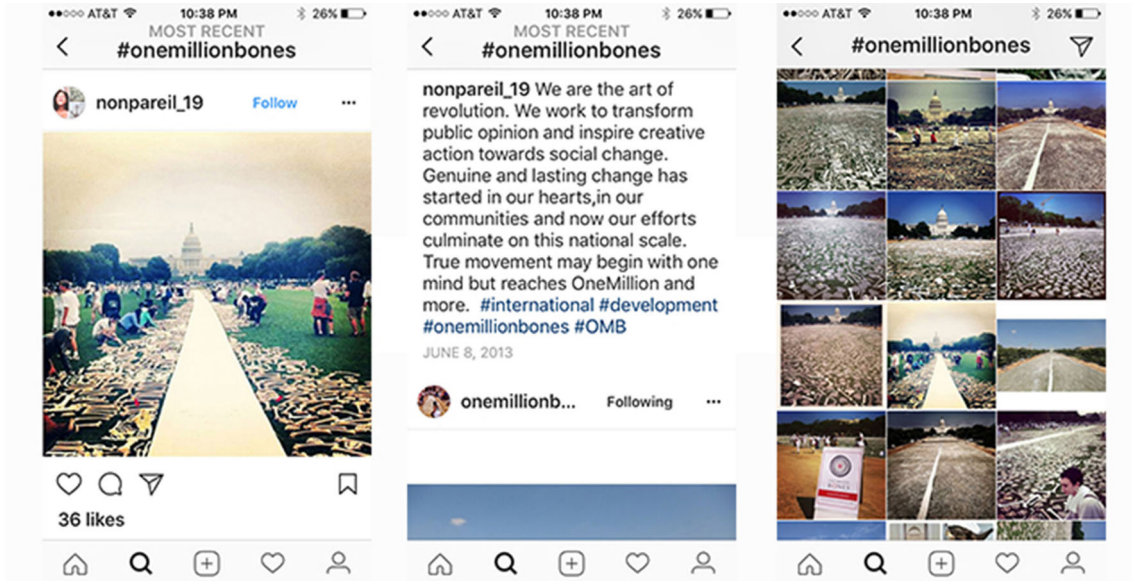 AT&T 10:38 PM 26%
MOST RECENT
#onemillionbones
nonpareil_19 Follow ...
36 likes
AT&T 10:38 PM 26%
MOST RECENT
#onemillionbones
nonpareil_19 We are the art of
revolution. We work to transform
public opinion and inspire creative
action towards social change.
Genuine and lasting change has
started in our hearts,in our
communities and now our efforts
culminate on this national scale.
True movement may begin with one
mind but reaches OneMillion and
more. #international #development
#onemillionbones #OMB
JUNE 8, 2013
onemillionb... Following ...
AT&T 10:38 PM 26%
#onemillionbones
BONES